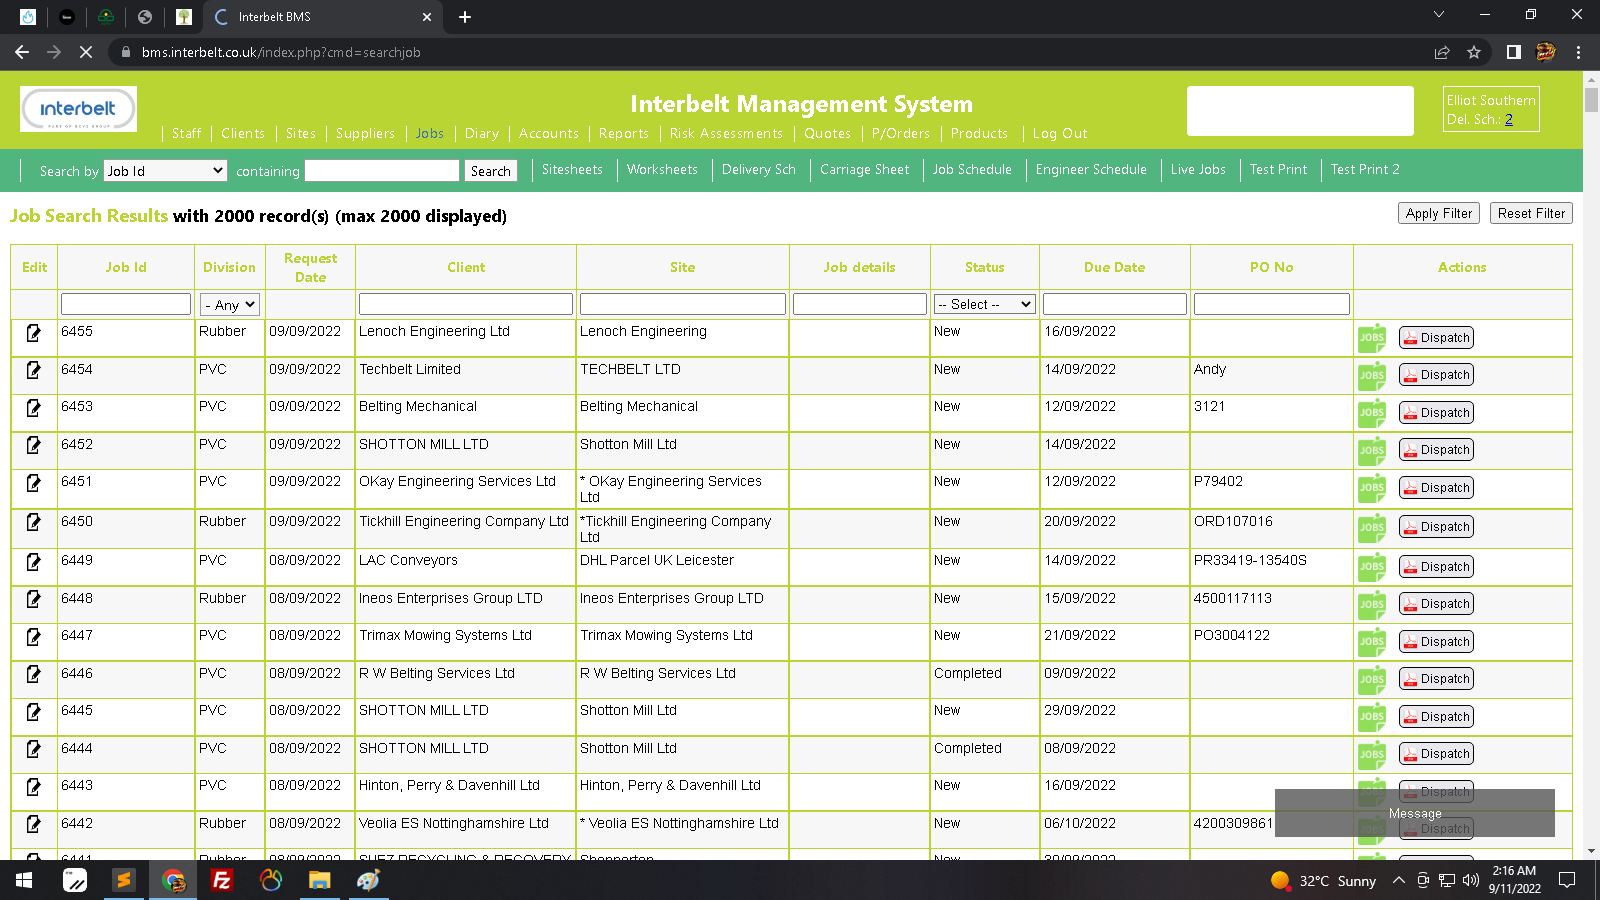 Interbelt BMS
bms.interbelt.co.uk/index.php?cmd=searchjob
interbelt
Interbelt Management System
Elliot Southern
Del. Sch.: 2
Staff Clients Sites Suppliers Jobs Diary Accounts Reports Risk Assessments Quotes P/Orders Products Log Out
Search by Job Id containing Search Sitesheets Worksheets Delivery Sch Carriage Sheet Job Schedule Engineer Schedule Live Jobs Test Print Test Print 2
Job Search Results with 2000 record(s) (max 2000 displayed) Apply Filter Reset Filter
Edit Job Id Division Request Date Client Site Job details Status Due Date PO No Actions
- Any -- Select --
6455 Rubber 09/09/2022 Lenoch Engineering Ltd Lenoch Engineering New 16/09/2022 JOBS Dispatch
6454 PVC 09/09/2022 Techbelt Limited TECHBELT LTD New 14/09/2022 Andy JOBS Dispatch
6453 PVC 09/09/2022 Belting Mechanical Belting Mechanical New 12/09/2022 3121 JOBS Dispatch
6452 PVC 09/09/2022 SHOTTON MILL LTD Shotton Mill Ltd New 14/09/2022 JOBS Dispatch
6451 PVC 09/09/2022 OKay Engineering Services Ltd * OKay Engineering Services Ltd New 12/09/2022 P79402 JOBS Dispatch
6450 Rubber 09/09/2022 Tickhill Engineering Company Ltd *Tickhill Engineering Company Ltd New 20/09/2022 ORD107016 JOBS Dispatch
6449 PVC 08/09/2022 LAC Conveyors DHL Parcel UK Leicester New 14/09/2022 PR33419-13540S JOBS Dispatch
6448 Rubber 08/09/2022 Ineos Enterprises Group LTD Ineos Enterprises Group LTD New 15/09/2022 4500117113 JOBS Dispatch
6447 PVC 08/09/2022 Trimax Mowing Systems Ltd Trimax Mowing Systems Ltd New 21/09/2022 PO3004122 JOBS Dispatch
6446 PVC 08/09/2022 R W Belting Services Ltd R W Belting Services Ltd Completed 09/09/2022 JOBS Dispatch
6445 PVC 08/09/2022 SHOTTON MILL LTD Shotton Mill Ltd New 29/09/2022 JOBS Dispatch
6444 PVC 08/09/2022 SHOTTON MILL LTD Shotton Mill Ltd Completed 08/09/2022 JOBS Dispatch
6443 PVC 08/09/2022 Hinton, Perry & Davenhill Ltd Hinton, Perry & Davenhill Ltd New 16/09/2022 Dispatch
6442 Rubber 08/09/2022 Veolia ES Nottinghamshire Ltd * Veolia ES Nottinghamshire Ltd New 06/10/2022 4200309861 Dispatch
Message
6441 Rubber 08/09/2022 SUEZ RECYCLING & RECOVERY Shepperton New 30/09/2022
32°C Sunny
2:16 AM
9/11/2022